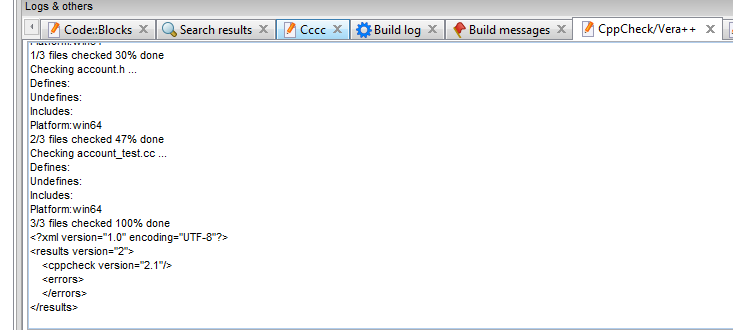 Logs & others
Code::Blocks
Search results
Cccc
Build log
Build messages
CppCheck/Vera++
Platform:win64
1/3 files checked 30% done
Checking account.h ...
Defines:
Undefines:
Includes:
Platform:win64
2/3 files checked 47% done
Checking account_test.cc ...
Defines:
Undefines:
Includes:
Platform:win64
3/3 files checked 100% done
<?xml version="1.0" encoding="UTF-8"?>
<results version="2">
<cppcheck version="2.1"/>
<errors>
</errors>
</results>